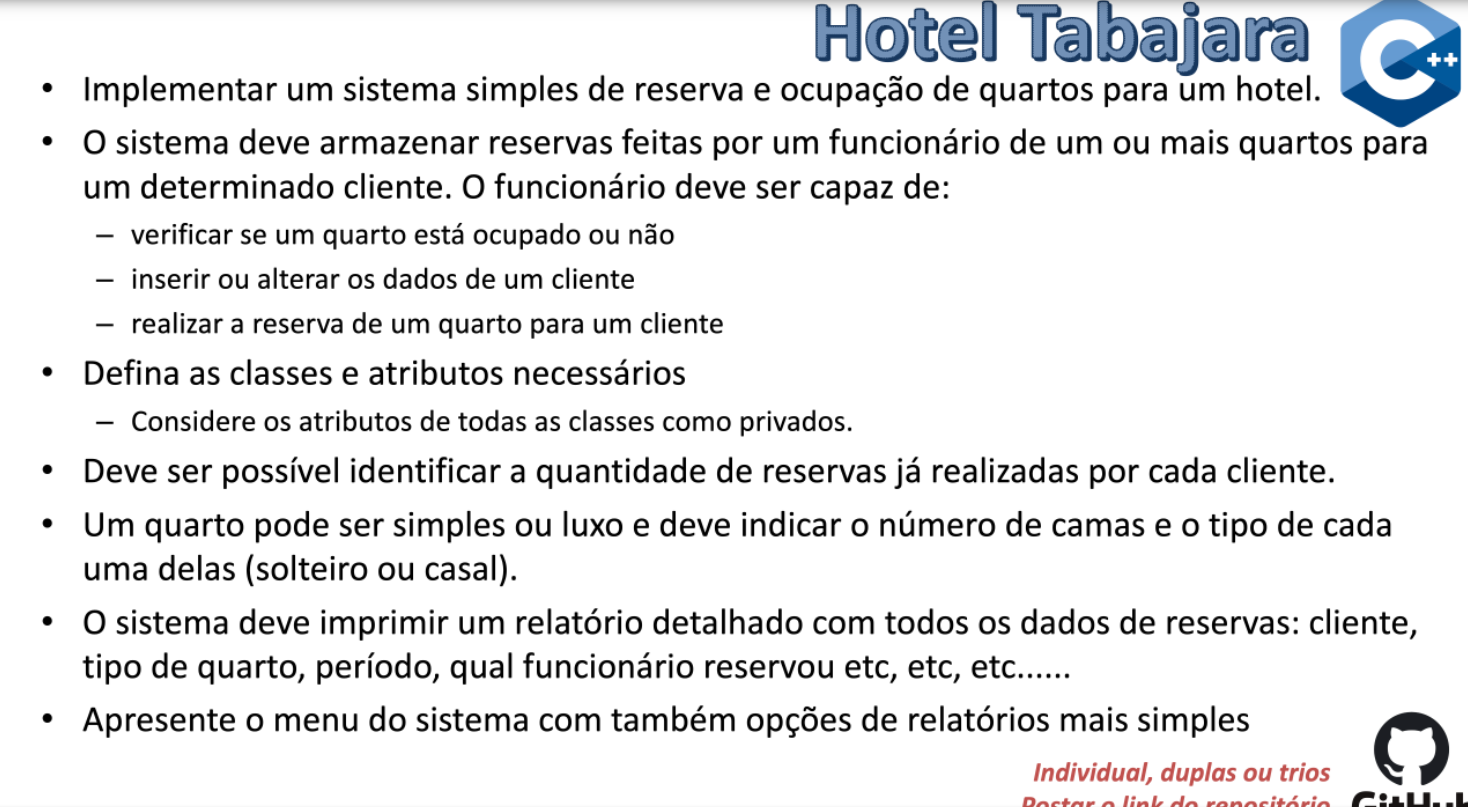 Hotel Tabajara
C++
• Implementar um sistema simples de reserva e ocupação de quartos para um hotel.
• O sistema deve armazenar reservas feitas por um funcionário de um ou mais quartos para
um determinado cliente. O funcionário deve ser capaz de:
– verificar se um quarto está ocupado ou não
– inserir ou alterar os dados de um cliente
– realizar a reserva de um quarto para um cliente
• Defina as classes e atributos necessários
– Considere os atributos de todas as classes como privados.
• Deve ser possível identificar a quantidade de reservas já realizadas por cada cliente.
• Um quarto pode ser simples ou luxo e deve indicar o número de camas e o tipo de cada
uma delas (solteiro ou casal).
• O sistema deve imprimir um relatório detalhado com todos os dados de reservas: cliente,
tipo de quarto, período, qual funcionário reservou etc, etc, etc......
• Apresente o menu do sistema com também opções de relatórios mais simples
Individual, duplas ou trios
Postar o link do repositório
GitHub